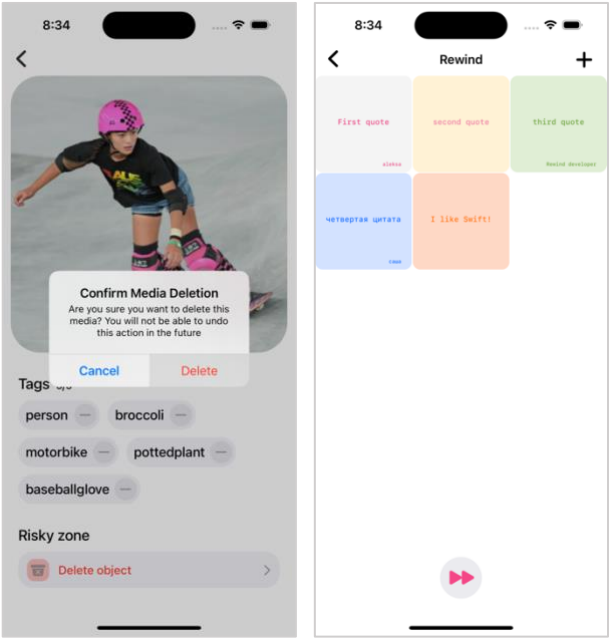 8:34
Confirm Media Deletion
Are you sure you want to delete this
media? You will not be able to undo
this action in the future
Cancel
Delete
Tags
person
broccoli
motorbike
pottedplant
baseballglove
Risky zone
Delete object
8:34
Rewind
First quote
aleksa
second quote
third quote
Rewind developer
четвертая цитата
саша
I like Swift!